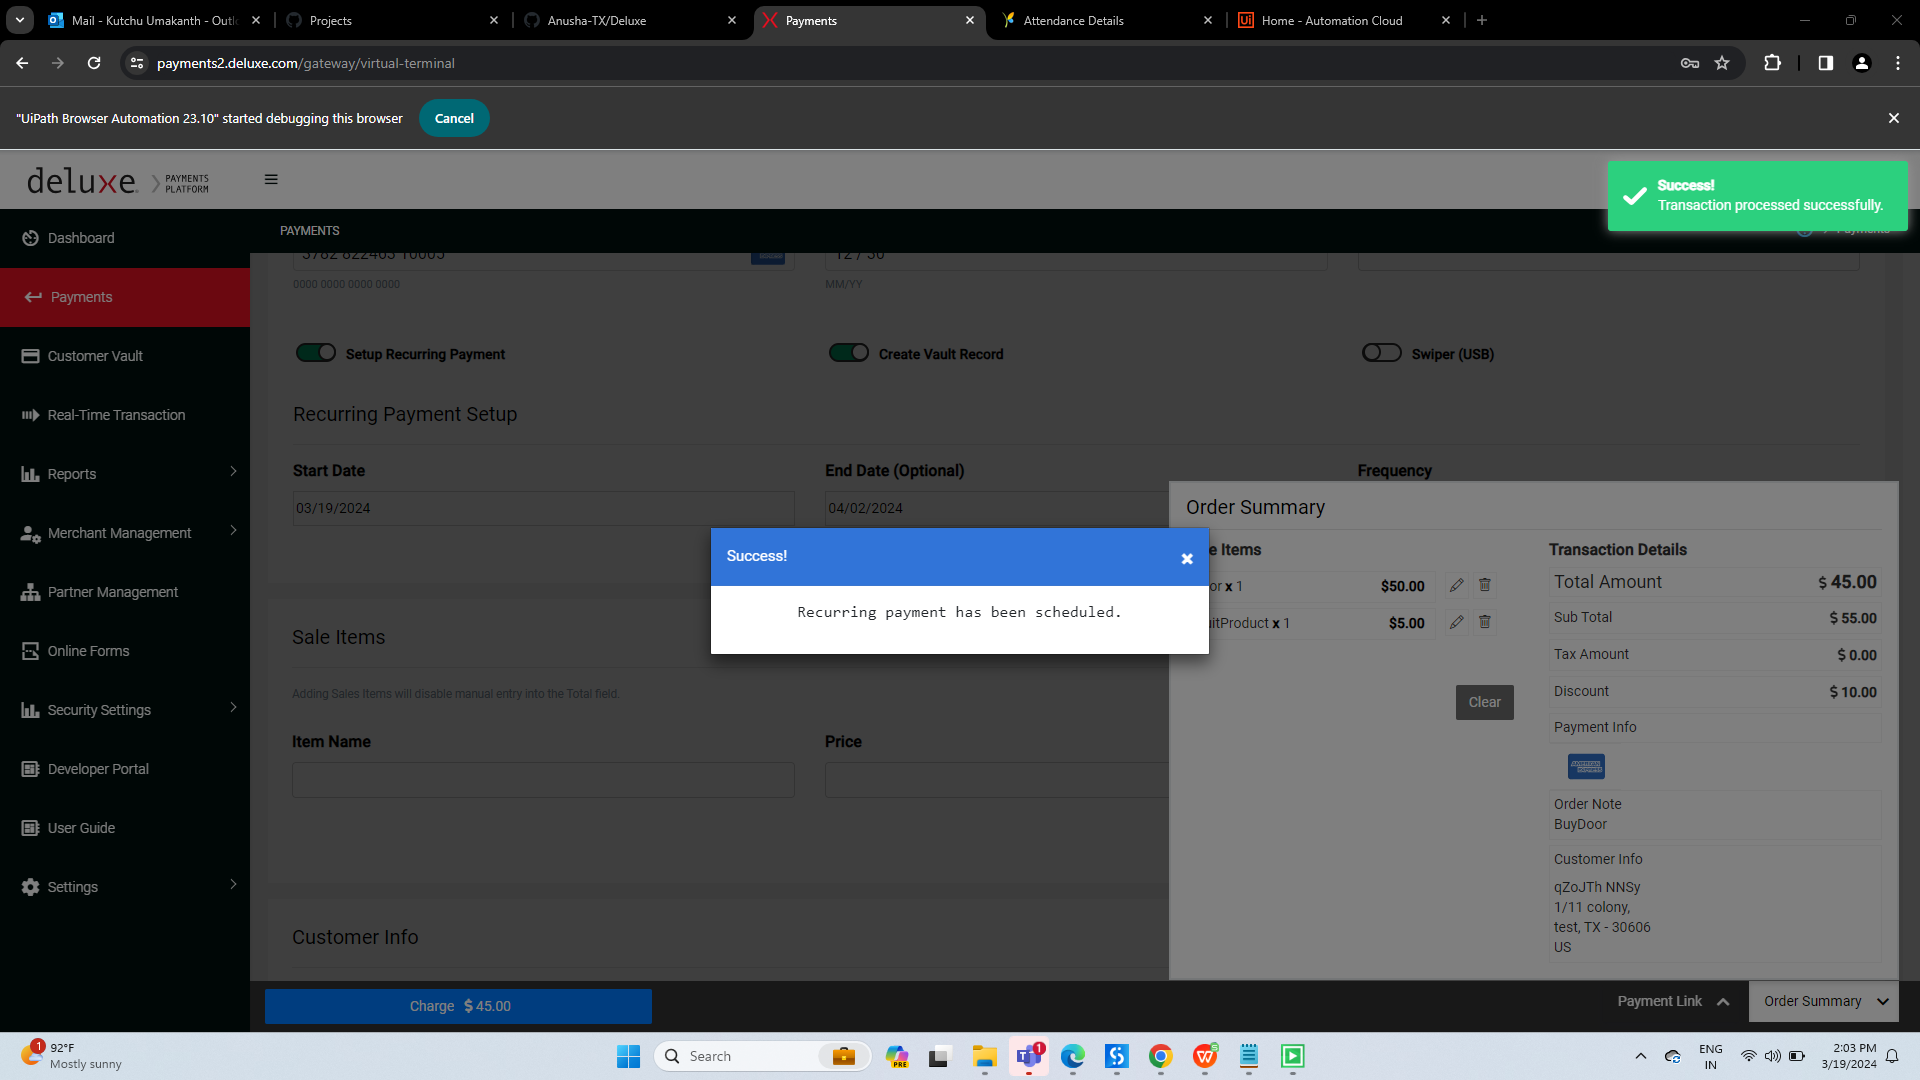 Mail - Kutchu Umakanth - Outl
Projects
Anusha-TX/Deluxe
Payments
Attendance Details
Ui
Home - Automation Cloud
payments2.deluxe.com/gateway/virtual-terminal
"UiPath Browser Automation 23.10" started debugging this browser
Cancel
deluxe
PAYMENTS
PLATFORM
Success!
Transaction processed successfully.
Dashboard
Payments
Customer Vault
Real-Time Transaction
Reports
Merchant Management
Partner Management
Online Forms
Security Settings
Developer Portal
User Guide
Settings
PAYMENTS
3782 822463 10005
12 / 30
0000 0000 0000 0000
MM/YY
Setup Recurring Payment
Create Vault Record
Swiper (USB)
Recurring Payment Setup
Start Date
End Date (Optional)
Frequency
03/19/2024
04/02/2024
Success!
Recurring payment has been scheduled.
Sale Items
Adding Sales Items will disable manual entry into the Total field.
Item Name
Price
Customer Info
Order Summary
e Items
Transaction Details
or x 1
$50.00
uitProduct x 1
$5.00
Clear
Total Amount
$ 45.00
Sub Total
$ 55.00
Tax Amount
$ 0.00
Discount
$ 10.00
Payment Info
Order Note
BuyDoor
Customer Info
qZoJTh NNSy
1/11 colony,
test, TX - 30606
US
Charge $ 45.00
Payment Link
Order Summary
1
92°F
Mostly sunny
Search
PRE
1
ENG
IN
2:03 PM
3/19/2024